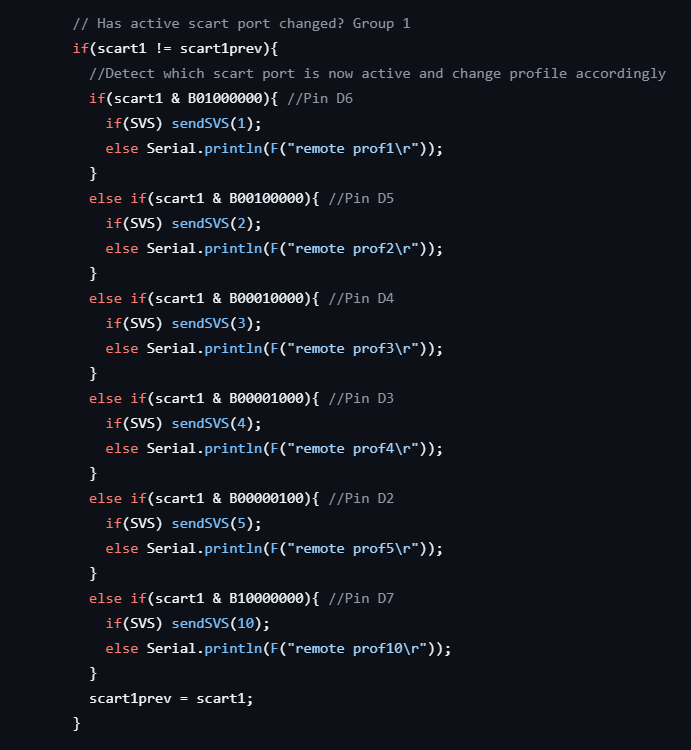 // Has active scart port changed? Group 1
if(scart1 != scart1prev){
//Detect which scart port is now active and change profile accordingly
if(scart1 & B01000000){ //Pin D6
if(SVS) sendSVS(1);
else Serial.println(F("remote prof1\r"));
}
else if(scart1 & B00100000){ //Pin D5
if(SVS) sendSVS(2);
else Serial.println(F("remote prof2\r"));
}
else if(scart1 & B00010000){ //Pin D4
if(SVS) sendSVS(3);
else Serial.println(F("remote prof3\r"));
}
else if(scart1 & B00001000){ //Pin D3
if(SVS) sendSVS(4);
else Serial.println(F("remote prof4\r"));
}
else if(scart1 & B00000100){ //Pin D2
if(SVS) sendSVS(5);
else Serial.println(F("remote prof5\r"));
}
else if(scart1 & B10000000){ //Pin D7
if(SVS) sendSVS(10);
else Serial.println(F("remote prof10\r"));
}
scart1prev = scart1;
}